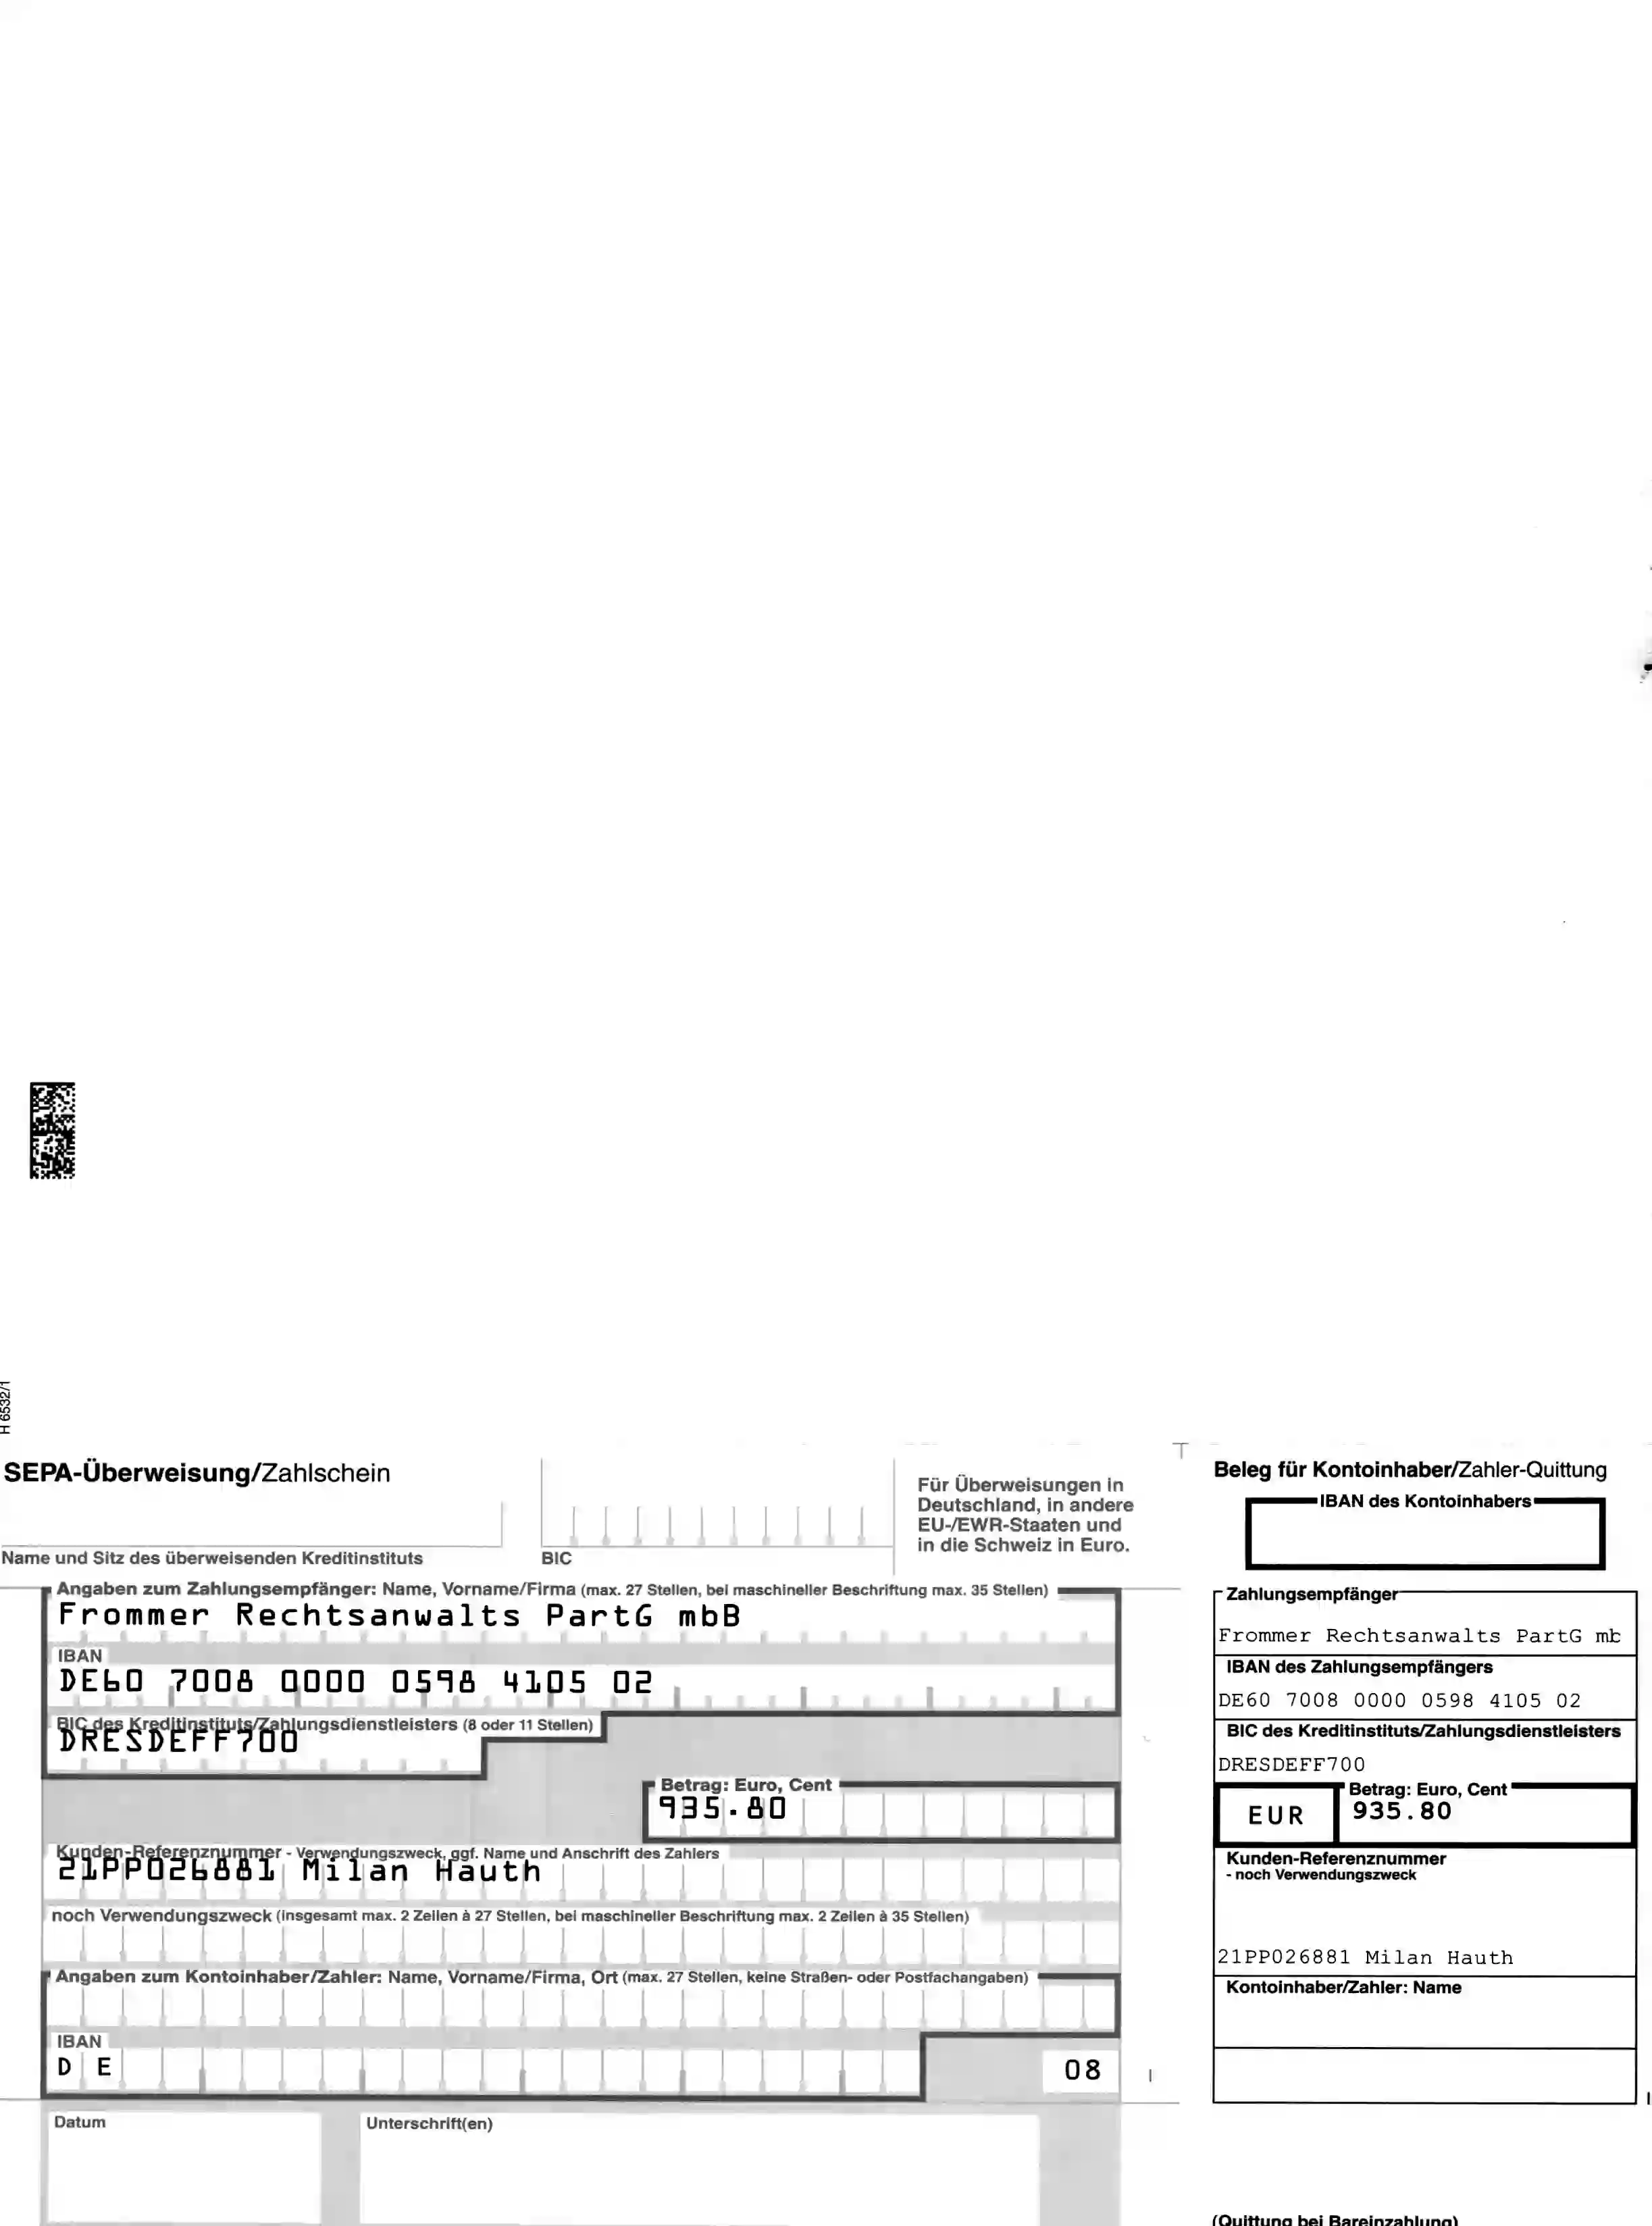 H 6532/1
SEPA-Überweisung/Zahlschein
Für Überweisungen in
Deutschland, in andere
EU-/EWR-Staaten und
in die Schweiz in Euro.
Name und Sitz des überweisenden Kreditinstituts
BIC
Angaben zum Zahlungsempfänger: Name, Vorname/Firma (max. 27 Stellen, bei maschineller Beschriftung max. 35 Stellen)
Frommer Rechtsanwalts PartG mbB
IBAN
DE60 7008 0000 0598 4105 02
BIC des Kreditinstituts/Zahlungsdienstleisters (8 oder 11 Stellen)
DRESDEFF700
Betrag: Euro, Cent
935.80
Kunden-Referenznummer - Verwendungszweck, ggf. Name und Anschrift des Zahlers
21PP026881 Milan Hauth
noch Verwendungszweck (insgesamt max. 2 Zeilen à 27 Stellen, bei maschineller Beschriftung max. 2 Zeilen à 35 Stellen)
Angaben zum Kontoinhaber/Zahler: Name, Vorname/Firma, Ort (max. 27 Stellen, keine Straßen- oder Postfachangaben)
IBAN
D E
08
Datum
Unterschrift(en)
Beleg für Kontoinhaber/Zahler-Quittung
IBAN des Kontoinhabers
Zahlungsempfänger
Frommer Rechtsanwalts PartG mb
IBAN des Zahlungsempfängers
DE60 7008 0000 0598 4105 02
BIC des Kreditinstituts/Zahlungsdienstleisters
DRESDEFF700
Betrag: Euro, Cent
EUR 935.80
Kunden-Referenznummer
- noch Verwendungszweck
21PP026881 Milan Hauth
Kontoinhaber/Zahler: Name
(Quittung bei Bareinzahlung)